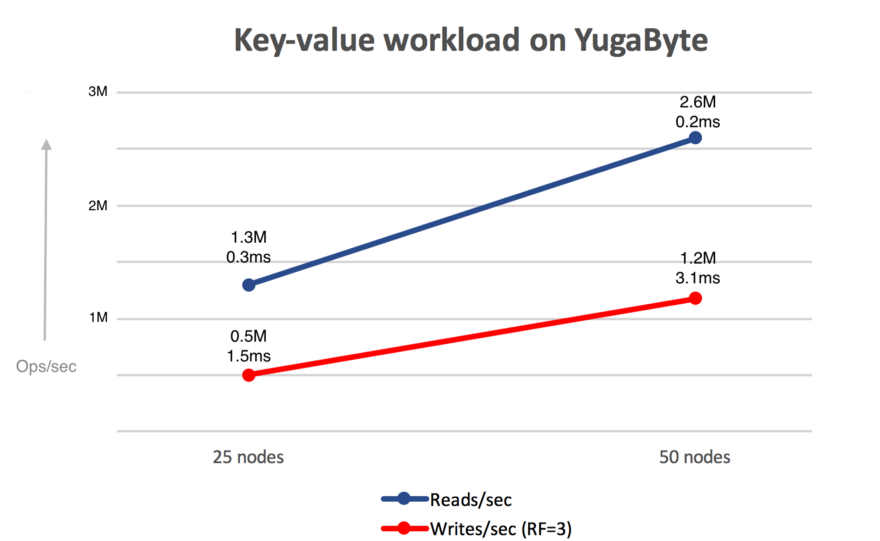 Key-value workload on YugaByte
3M
2.6M
0.2ms
2M
1.3M
0.3ms
1.2M
3.1ms
1M
0.5M
1.5ms
Ops/sec
25 nodes
50 nodes
Reads/sec
Writes/sec (RF=3)